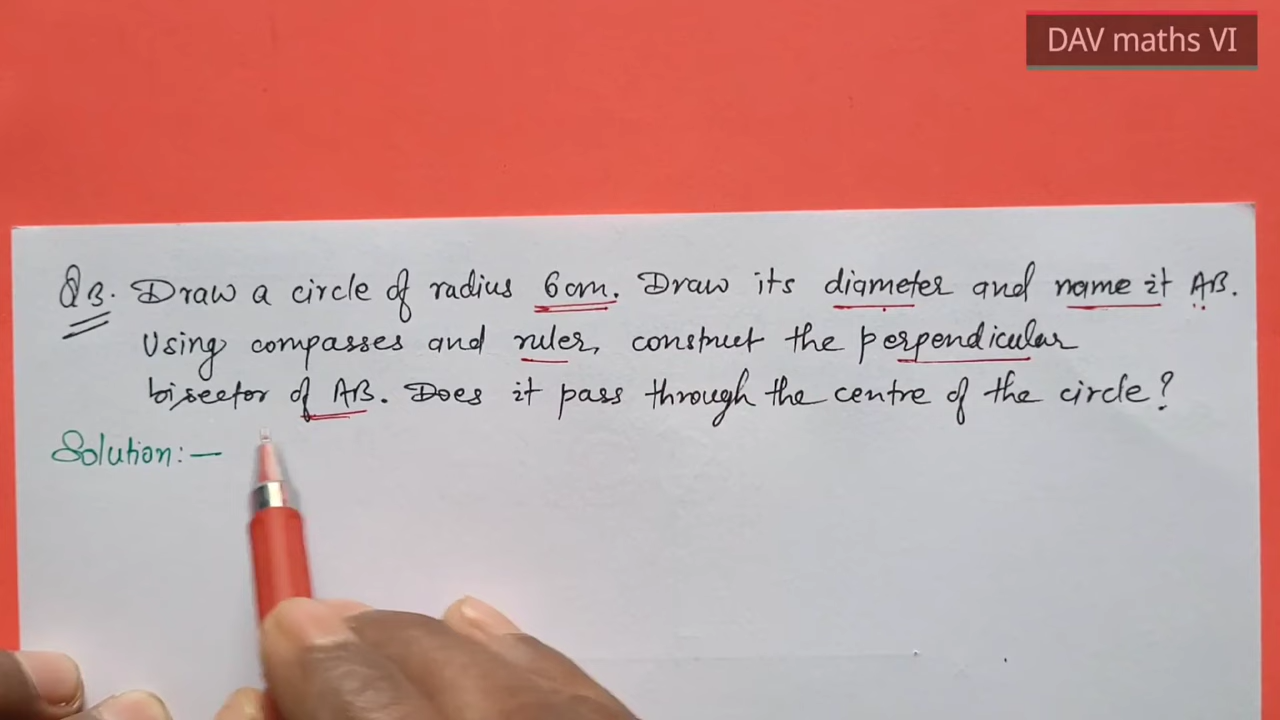 DAV maths VI
Q3. Draw a circle of radius 6cm. Draw its diameter and name it AB.
Using compasses and ruler, construct the perpendicular
bisector of AB. Does it pass through the centre of the circle?
Solution:—